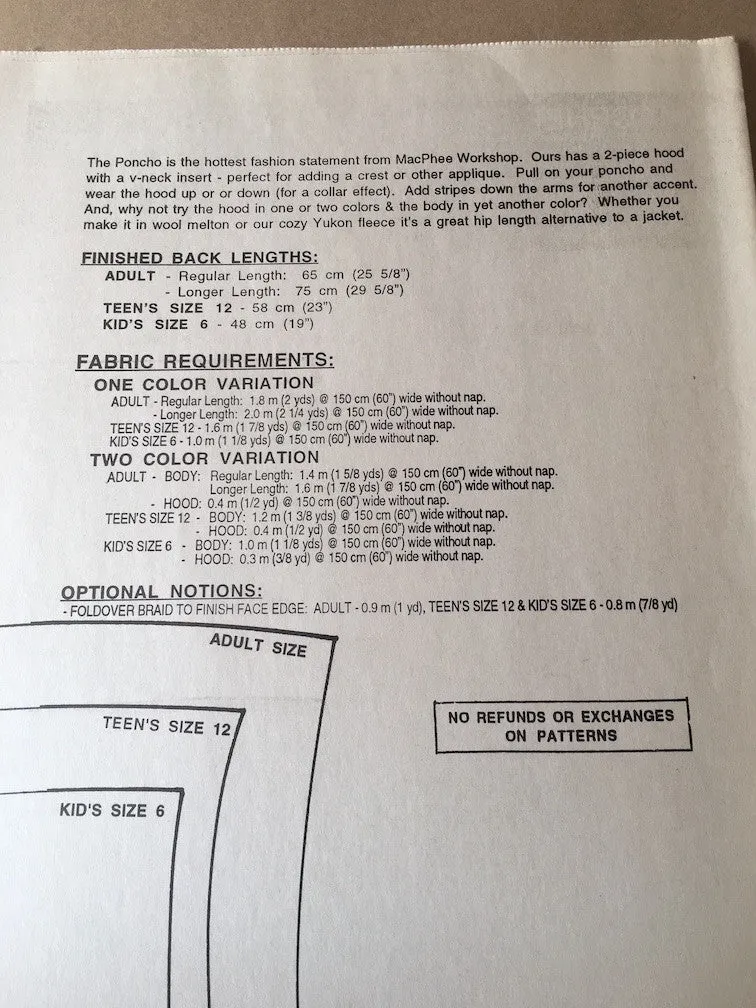 The Poncho is the hottest fashion statement from MacPhee Workshop. Ours has a 2-piece hood
with a v-neck insert - perfect for adding a crest or other applique. Pull on your poncho and
wear the hood up or or down (for a collar effect). Add stripes down the arms for another accent.
And, why not try the hood in one or two colors & the body in yet another color? Whether you
make it in wool melton or our cozy Yukon fleece it's a great hip length alternative to a jacket.
FINISHED BACK LENGTHS:
ADULT - Regular Length: 65 cm (25 5/8")
- Longer Length: 75 cm (29 5/8")
TEEN'S SIZE 12 - 58 cm (23")
KID'S SIZE 6 - 48 cm (19")
FABRIC REQUIREMENTS:
ONE COLOR VARIATION
ADULT - Regular Length: 1.8 m (2 yds) @ 150 cm (60") wide without nap.
- Longer Length: 2.0 m (2 1/4 yds) @ 150 cm (60") wide without nap.
TEEN'S SIZE 12 - 1.6 m (1 7/8 yds) @ 150 cm (60") wide without nap.
KID'S SIZE 6 - 1.0 m (1 1/8 yds) @ 150 cm (60") wide without nap.
TWO COLOR VARIATION
ADULT - BODY: Regular Length: 1.4 m (1 5/8 yds) @ 150 cm (60") wide without nap.
Longer Length: 1.6 m (1 7/8 yds) @ 150 cm (60") wide without nap.
- HOOD: 0.4 m (1/2 yd) @ 150 cm (60") wide without nap.
TEEN'S SIZE 12 - BODY: 1.2 m (1 3/8 yds) @ 150 cm (60") wide without nap.
- HOOD: 0.4 m (1/2 yd) @ 150 cm (60") wide without nap.
KID'S SIZE 6 - BODY: 1.0 m (1 1/8 yds) @ 150 cm (60") wide without nap.
- HOOD: 0.3 m (3/8 yd) @ 150 cm (60") wide without nap.
OPTIONAL NOTIONS:
- FOLDOVER BRAID TO FINISH FACE EDGE: ADULT - 0.9 m (1 yd), TEEN'S SIZE 12 & KID'S SIZE 6 - 0.8 m (7/8 yd)
ADULT SIZE
TEEN'S SIZE 12
KID'S SIZE 6
NO REFUNDS OR EXCHANGES
ON PATTERNS